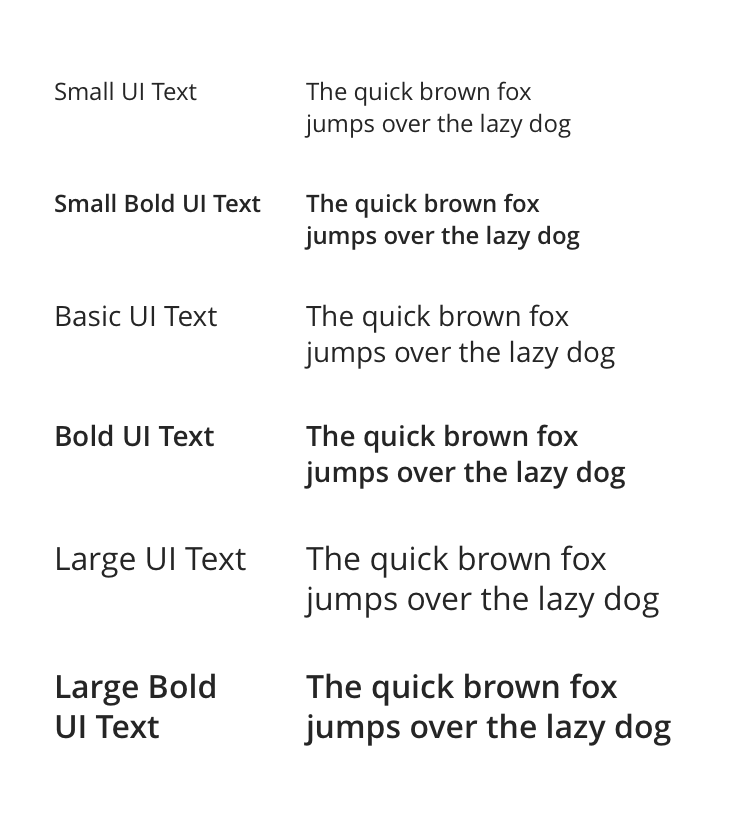 Small UI Text
The quick brown fox
jumps over the lazy dog
Small Bold UI Text
The quick brown fox
jumps over the lazy dog
Basic UI Text
The quick brown fox
jumps over the lazy dog
Bold UI Text
The quick brown fox
jumps over the lazy dog
Large UI Text
The quick brown fox
jumps over the lazy dog
Large Bold
UI Text
The quick brown fox
jumps over the lazy dog